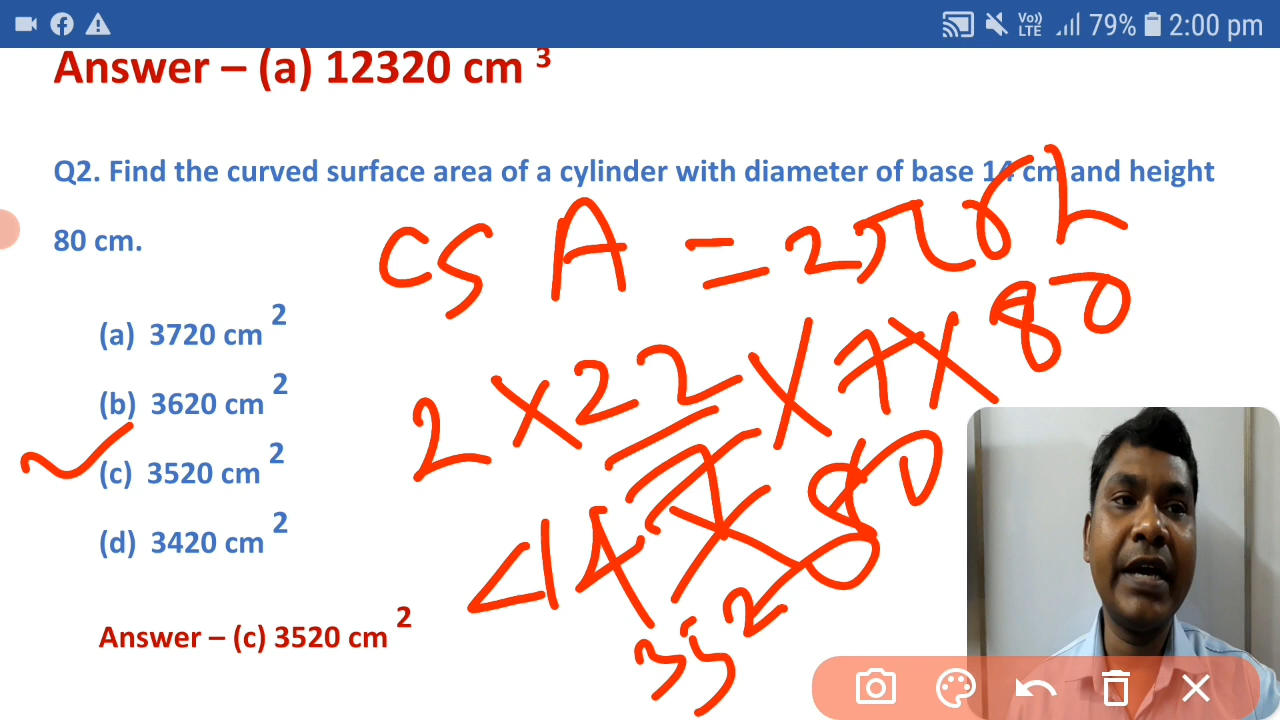 Vo)) LTE 79% 2:00 pm
Answer – (a) 12320 cm ³
Q2. Find the curved surface area of a cylinder with diameter of base 14 cm and height
80 cm.
CSA = 2πrh
(a) 3720 cm ²
2 × 22 × 7 × 80
(b) 3620 cm ²
7
(c) 3520 cm ²
44 × 80
(d) 3420 cm ²
352
Answer – (c) 3520 cm ²